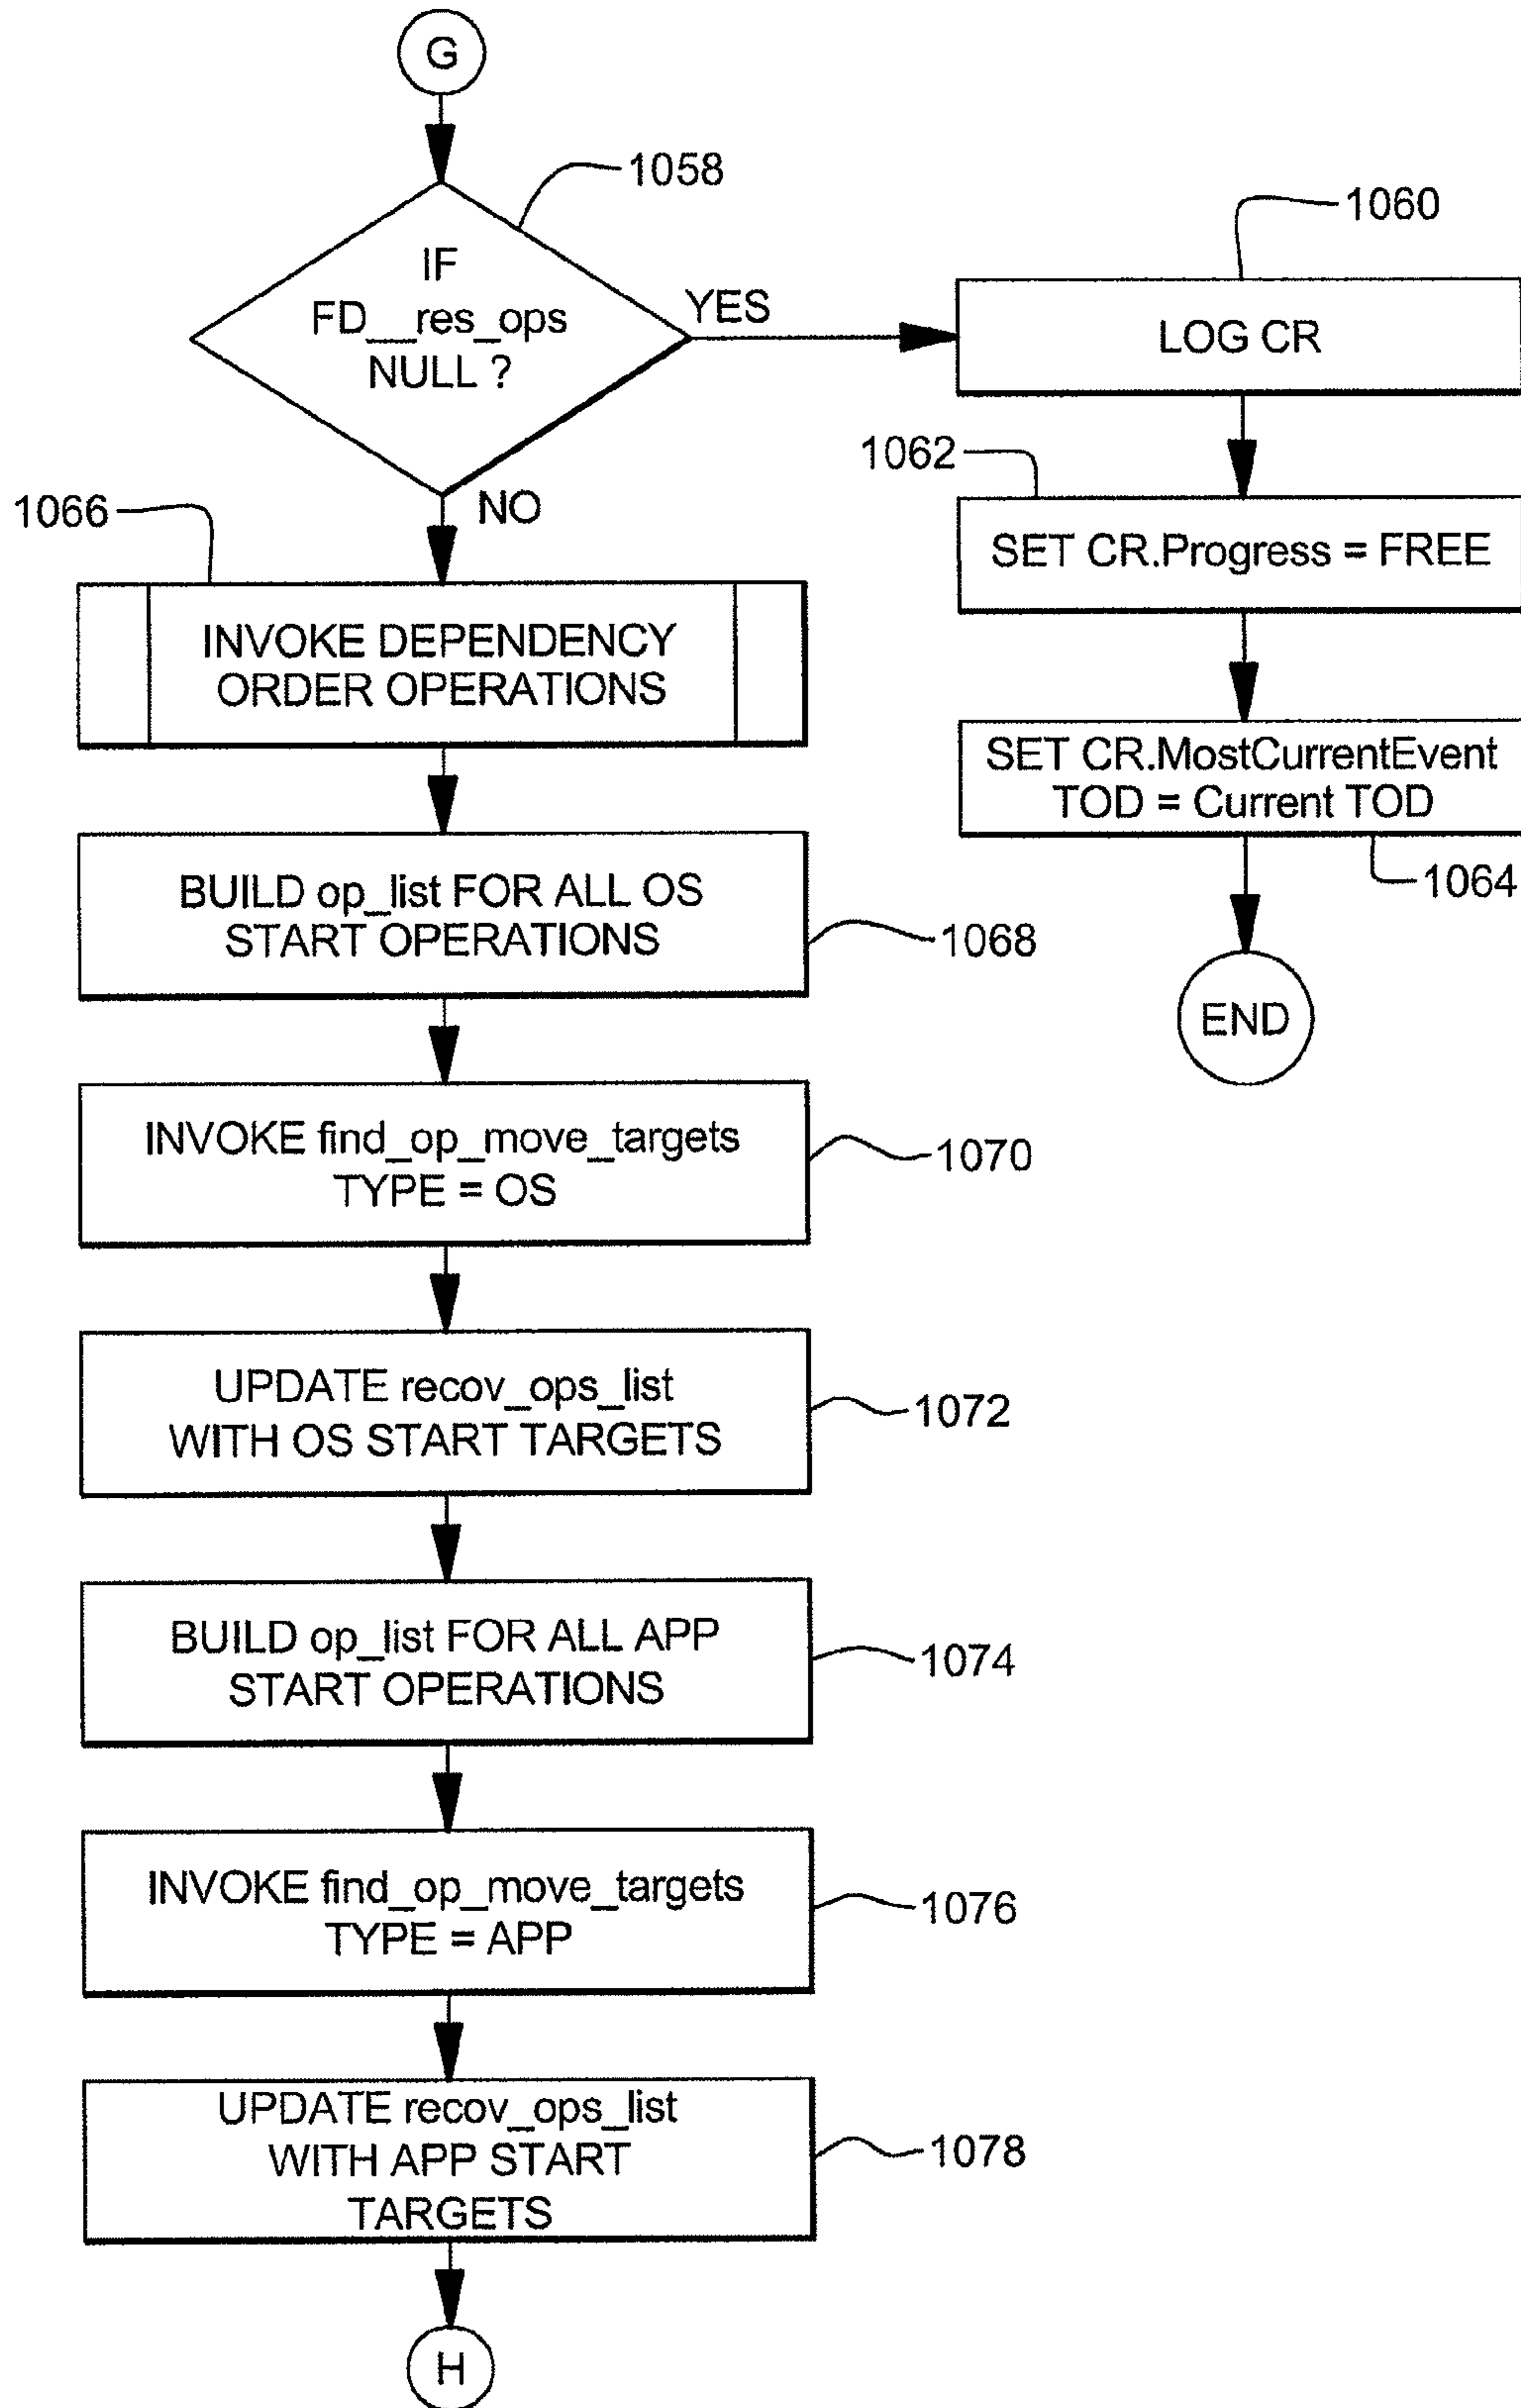 G
1058
IF
FD__res_ops
NULL ?
YES
NO
1060
LOG CR
1062
SET CR.Progress = FREE
SET CR.MostCurrentEvent
TOD = Current TOD
1064
END
1066
INVOKE DEPENDENCY
ORDER OPERATIONS
BUILD op_list FOR ALL OS
START OPERATIONS
1068
INVOKE find_op_move_targets
TYPE = OS
1070
UPDATE recov_ops_list
WITH OS START TARGETS
1072
BUILD op_list FOR ALL APP
START OPERATIONS
1074
INVOKE find_op_move_targets
TYPE = APP
1076
UPDATE recov_ops_list
WITH APP START
TARGETS
1078
H